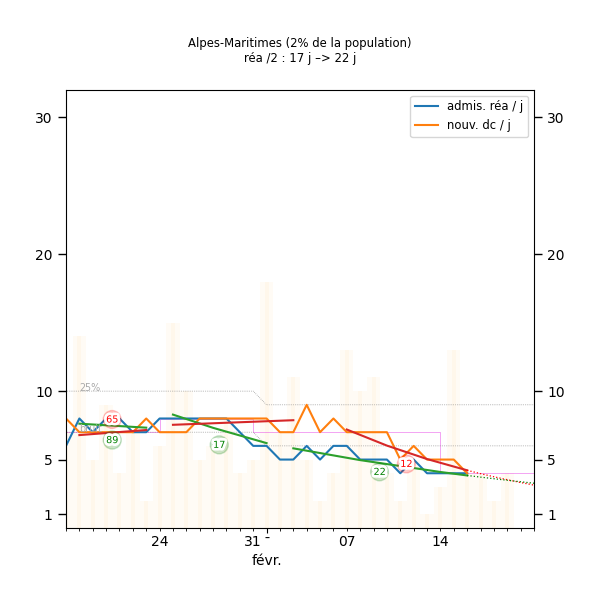 Alpes-Maritimes (2% de la population)
réa /2 : 17 j –> 22 j
admis. réa / j
nouv. dc / j
30 30
20 20
10 10
5 5
1 1
25%
65
89
17
22
12
24 31 - 07 14
févr.